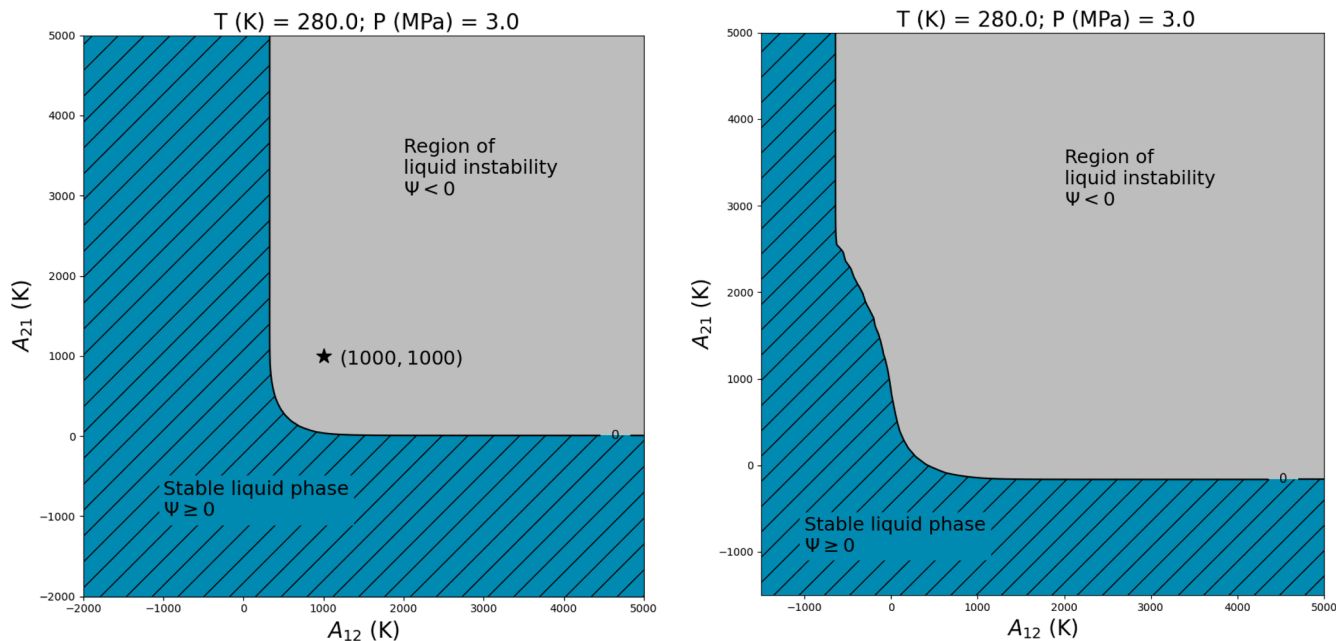 T (K) = 280.0; P (MPa) = 3.0
5000
4000
3000
2000
1000
0
−1000
−2000
A21 (K)
Region of
liquid instability
Ψ < 0
(1000, 1000)
0
Stable liquid phase
Ψ ≥ 0
−2000 −1000 0 1000 2000 3000 4000 5000
A12 (K)
T (K) = 280.0; P (MPa) = 3.0
5000
4000
3000
2000
1000
0
−1000
A21 (K)
Region of
liquid instability
Ψ < 0
0
Stable liquid phase
Ψ ≥ 0
−1000 0 1000 2000 3000 4000 5000
A12 (K)